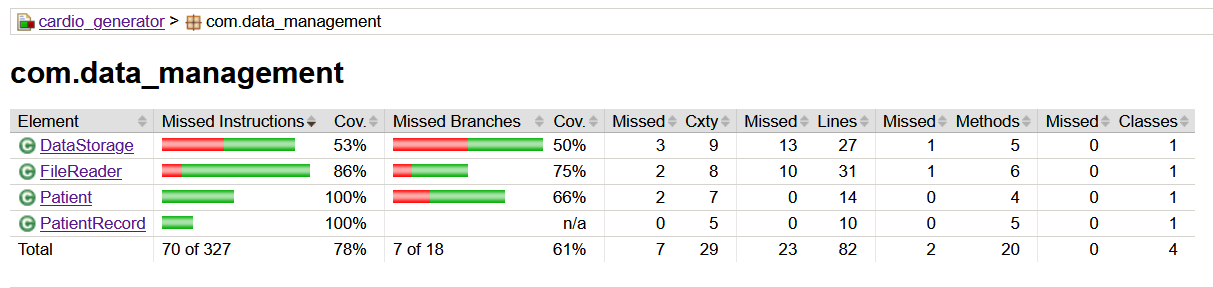 cardio_generator > com.data_management
com.data_management
Element Missed Instructions Cov. Missed Branches Cov. Missed Cxty Missed Lines Missed Methods Missed Classes
DataStorage 53% 50% 3 9 13 27 1 5 0 1
FileReader 86% 75% 2 8 10 31 1 6 0 1
Patient 100% 66% 2 7 0 14 0 4 0 1
PatientRecord 100% n/a 0 5 0 10 0 5 0 1
Total 70 of 327 78% 7 of 18 61% 7 29 23 82 2 20 0 4